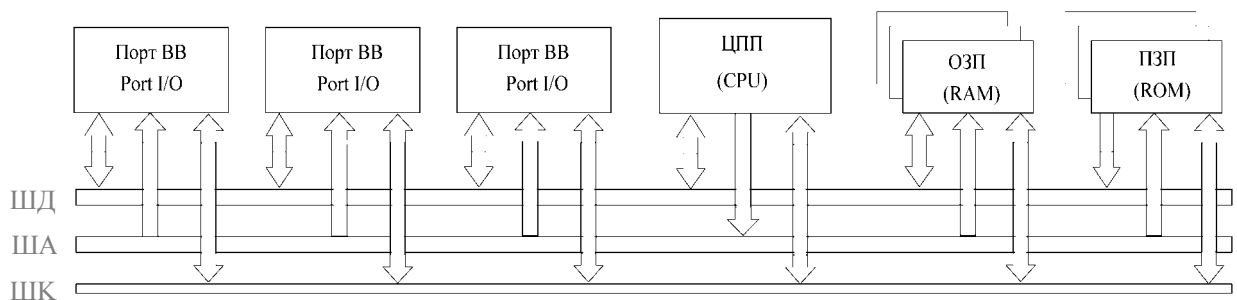 Порт ВВ
Port I/O
Порт ВВ
Port I/O
Порт ВВ
Port I/O
ЦПП
(CPU)
ОЗП
(RAM)
ПЗП
(ROM)
ШД
ША
ШК